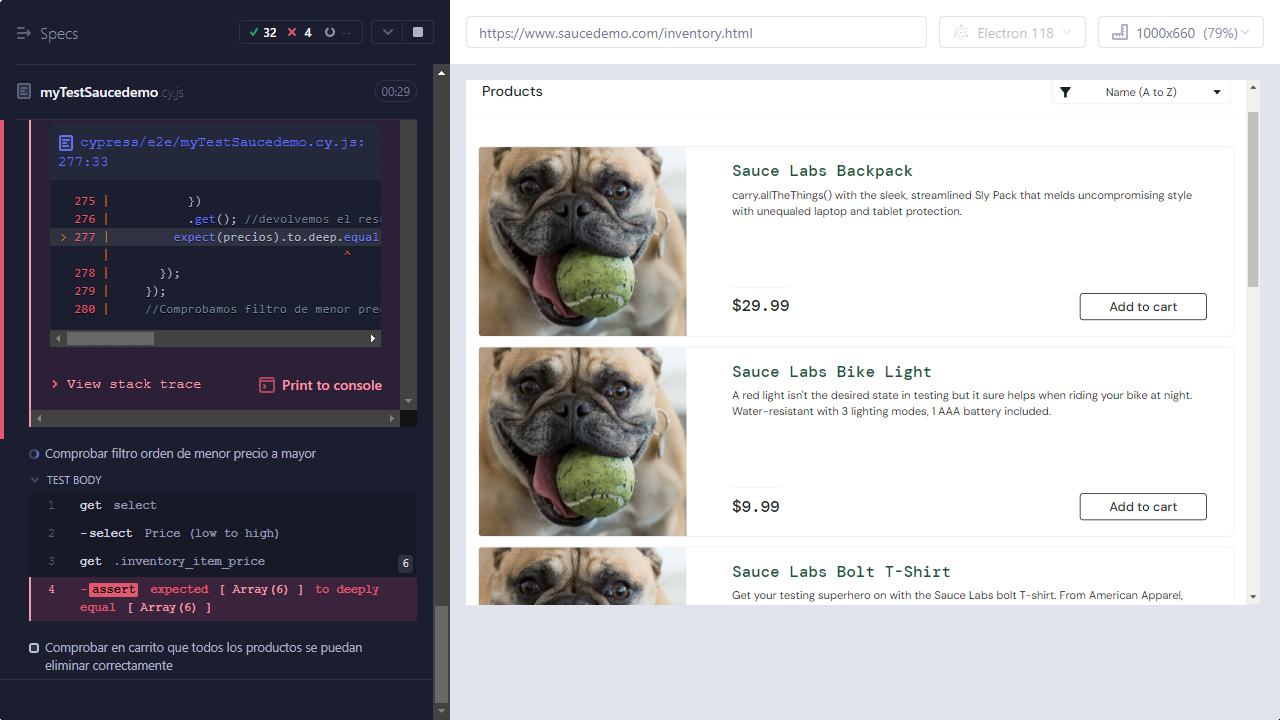 Specs
32
4
--
myTestSaucedemo.cy.js
00:29
cypress/e2e/myTestSaucedemo.cy.js:
277:33
275 | })
276 | .get(); //devolvemos el res
> 277 | expect(precios).to.deep.equal
| ^
278 | });
279 | });
280 | //Comprobamos filtro de menor prec
> View stack trace
Print to console
Comprobar filtro orden de menor precio a mayor
TEST BODY
1 get select
2 -select Price (low to high)
3 get .inventory_item_price 6
4 -assert expected [ Array(6) ] to deeply
equal [ Array(6) ]
Comprobar en carrito que todos los productos se puedan
eliminar correctamente
https://www.saucedemo.com/inventory.html
Electron 118
1000x660 (79%)
Products
Name (A to Z)
Sauce Labs Backpack
carry.allTheThings() with the sleek, streamlined Sly Pack that melds uncompromising style
with unequaled laptop and tablet protection.
$29.99
Add to cart
Sauce Labs Bike Light
A red light isn't the desired state in testing but it sure helps when riding your bike at night.
Water-resistant with 3 lighting modes, 1 AAA battery included.
$9.99
Add to cart
Sauce Labs Bolt T-Shirt
Get your testing superhero on with the Sauce Labs bolt T-shirt. From American Apparel,